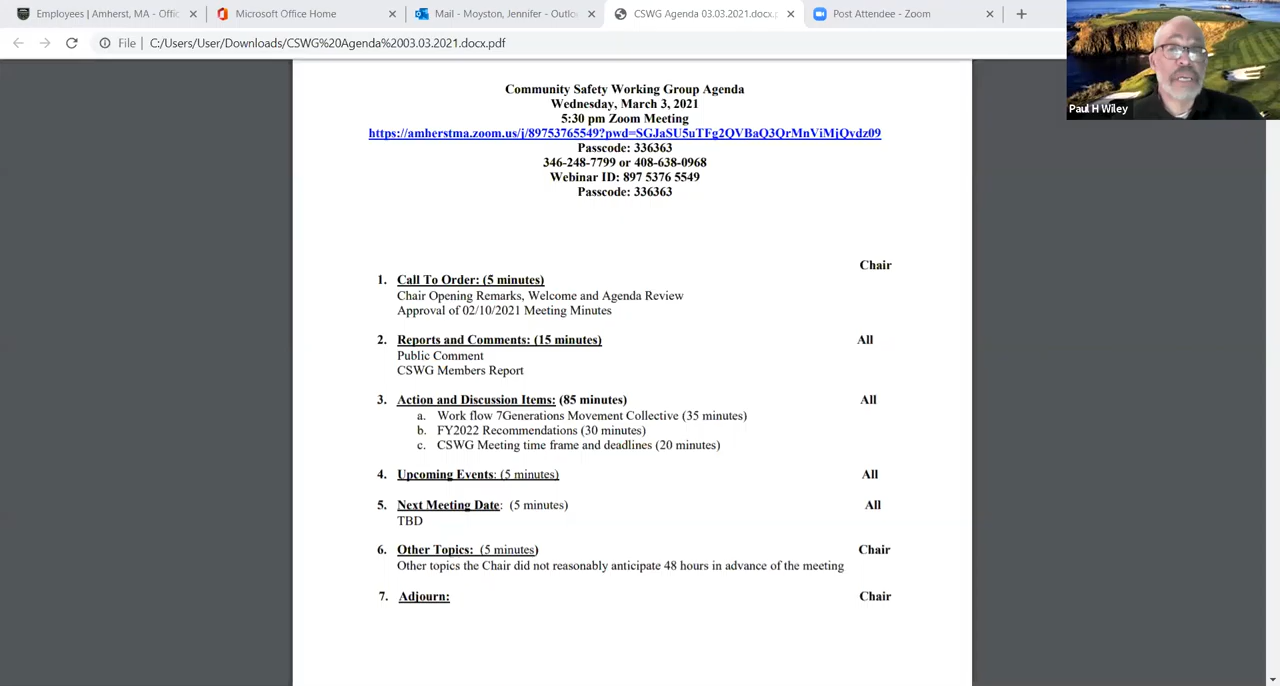 Employees | Amherst, MA - Offic
Microsoft Office Home
Mail - Moyston, Jennifer - Outlo
CSWG Agenda 03.03.2021.docx.p
Post Attendee - Zoom
File | C:/Users/User/Downloads/CSWG%20Agenda%2003.03.2021.docx.pdf
Paul H Wiley
Community Safety Working Group Agenda
Wednesday, March 3, 2021
5:30 pm Zoom Meeting
https://amherstma.zoom.us/j/89753765549?pwd=SGJaSU5uTFg2QVBaQ3QrMnViMjQvdz09
Passcode: 336363
346-248-7799 or 408-638-0968
Webinar ID: 897 5376 5549
Passcode: 336363
Chair
1. Call To Order: (5 minutes)
Chair Opening Remarks, Welcome and Agenda Review
Approval of 02/10/2021 Meeting Minutes
2. Reports and Comments: (15 minutes) All
Public Comment
CSWG Members Report
3. Action and Discussion Items: (85 minutes) All
a. Work flow 7Generations Movement Collective (35 minutes)
b. FY2022 Recommendations (30 minutes)
c. CSWG Meeting time frame and deadlines (20 minutes)
4. Upcoming Events: (5 minutes) All
5. Next Meeting Date: (5 minutes) All
TBD
6. Other Topics: (5 minutes) Chair
Other topics the Chair did not reasonably anticipate 48 hours in advance of the meeting
7. Adjourn: Chair